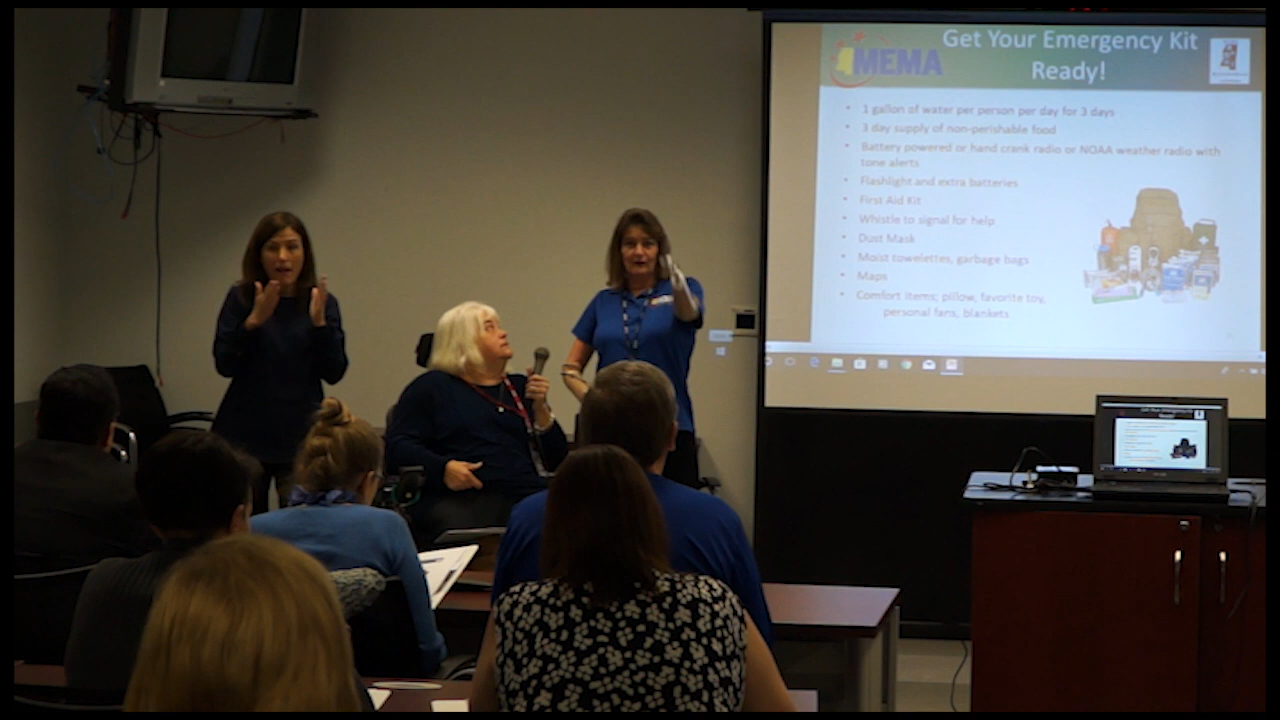 MEMA
Get Your Emergency Kit
Ready!
• 1 gallon of water per person per day for 3 days
• 3 day supply of non-perishable food
• Battery powered or hand crank radio or NOAA weather radio with
tone alerts
• Flashlight and extra batteries
• First Aid Kit
• Whistle to signal for help
• Dust Mask
• Moist towelettes, garbage bags
• Maps
• Comfort items; pillow, favorite toy,
personal fans, blankets